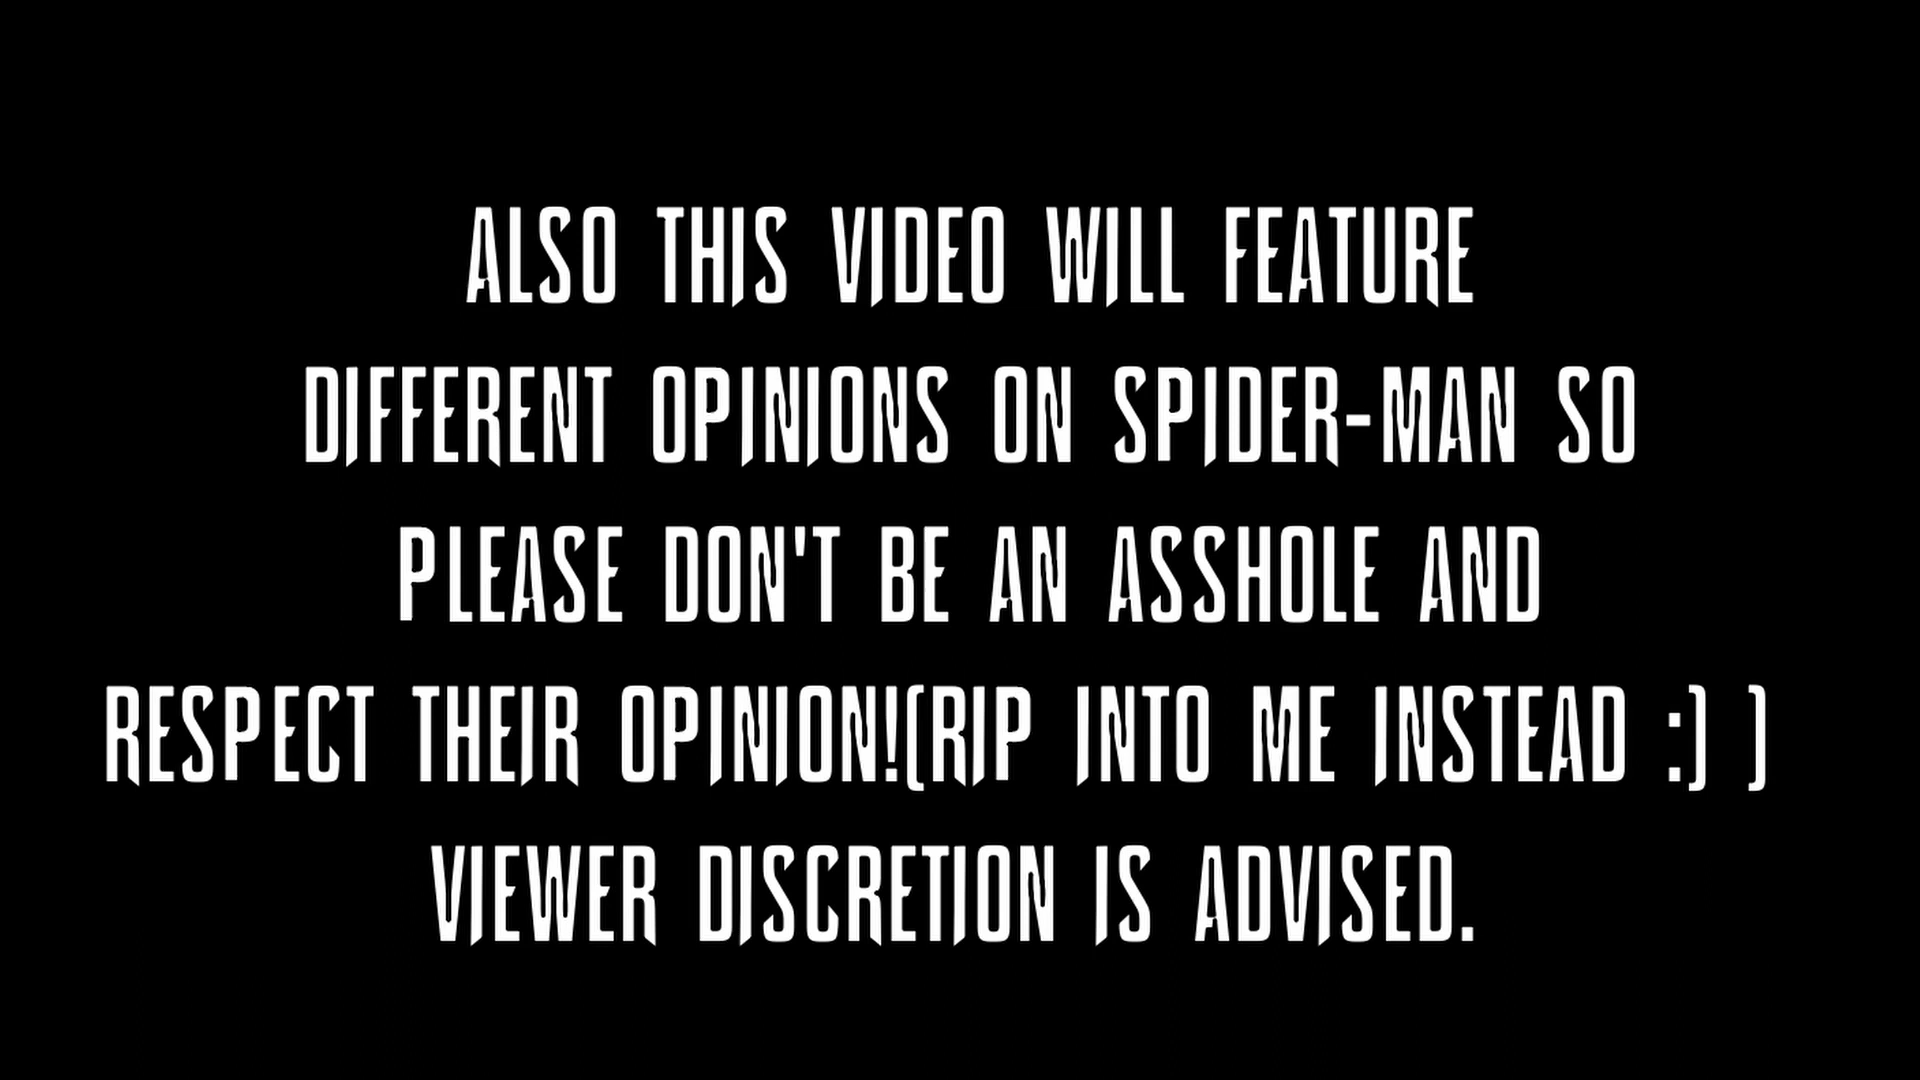 ALSO THIS VIDEO WILL FEATURE
DIFFERENT OPINIONS ON SPIDER-MAN SO
PLEASE DON'T BE AN ASSHOLE AND
RESPECT THEIR OPINION!(RIP INTO ME INSTEAD :) )
VIEWER DISCRETION IS ADVISED.